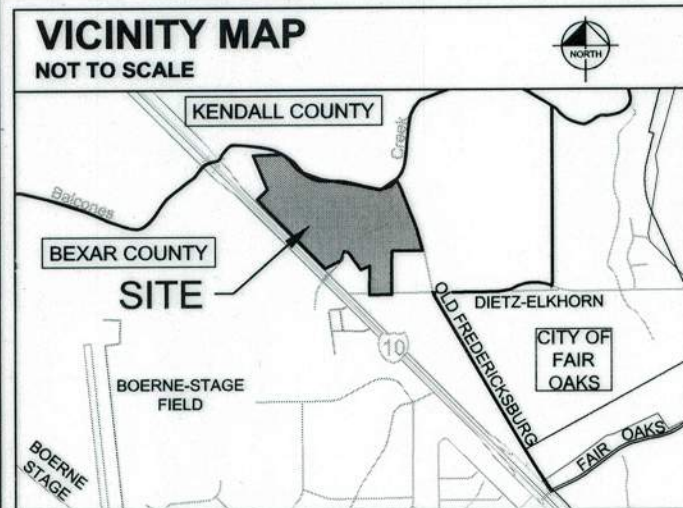 VICINITY MAP
NOT TO SCALE
NORTH
KENDALL COUNTY
Creek
Balcones
BEXAR COUNTY
SITE
DIETZ-ELKHORN
OLD FREDERICKSBURG
CITY OF
FAIR
OAKS
10
BOERNE-STAGE
FIELD
FAIR OAKS
BOERNE
STAGE